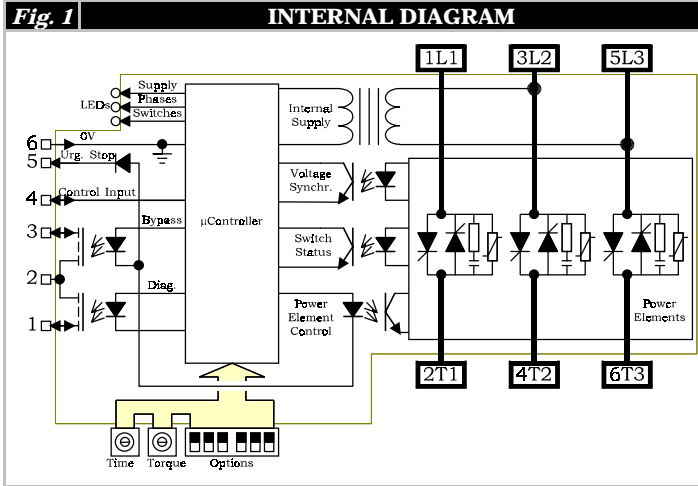 Fig. 1
INTERNAL DIAGRAM
1L1
3L2
5L3
Supply
LEDs
Phases
Switches
Internal
Supply
6
0V
5
Urg. Stop
Voltage
Synchr.
4
Control Input
µController
3
Bypass
Switch
Status
2
Diag.
1
Power
Element
Control
Power
Elements
2T1
4T2
6T3
Time
Torque
Options